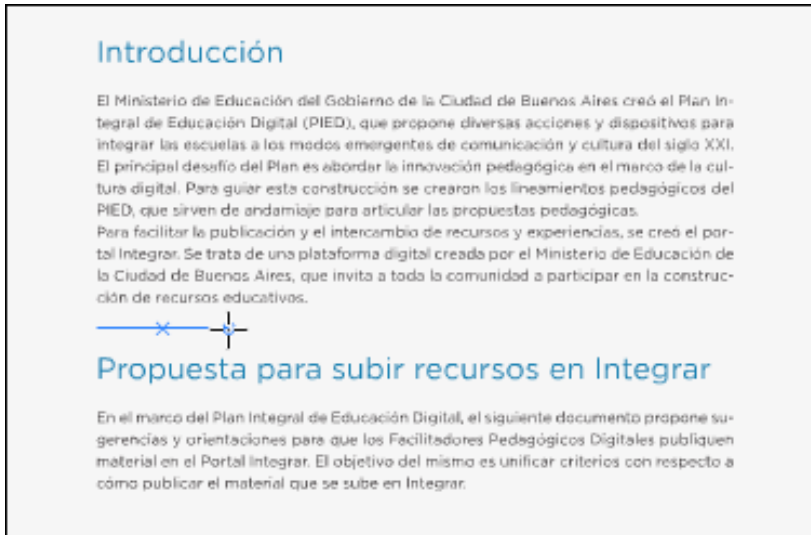 Introducción
El Ministerio de Educación del Gobierno de la Ciudad de Buenos Aires creó el Plan In-
tegral de Educación Digital (PIED), que propone diversas acciones y dispositivos para
integrar las escuelas a los modos emergentes de comunicación y cultura del siglo XXI.
El principal desafío del Plan es abordar la innovación pedagógica en el marco de la cul-
tura digital. Para guiar esta construcción se crearon los lineamientos pedagógicos del
PIED, que sirven de andamiaje para articular las propuestas pedagógicas.
Para facilitar la publicación y el intercambio de recursos y experiencias, se creó el por-
tal Integrar. Se trata de una plataforma digital creada por el Ministerio de Educación de
la Ciudad de Buenos Aires, que invita a toda la comunidad a participar en la construc-
ción de recursos educativos.
Propuesta para subir recursos en Integrar
En el marco del Plan Integral de Educación Digital, el siguiente documento propone su-
gerencias y orientaciones para que los Facilitadores Pedagógicos Digitales publiquen
material en el Portal Integrar. El objetivo del mismo es unificar criterios con respecto a
cómo publicar el material que se sube en Integrar.